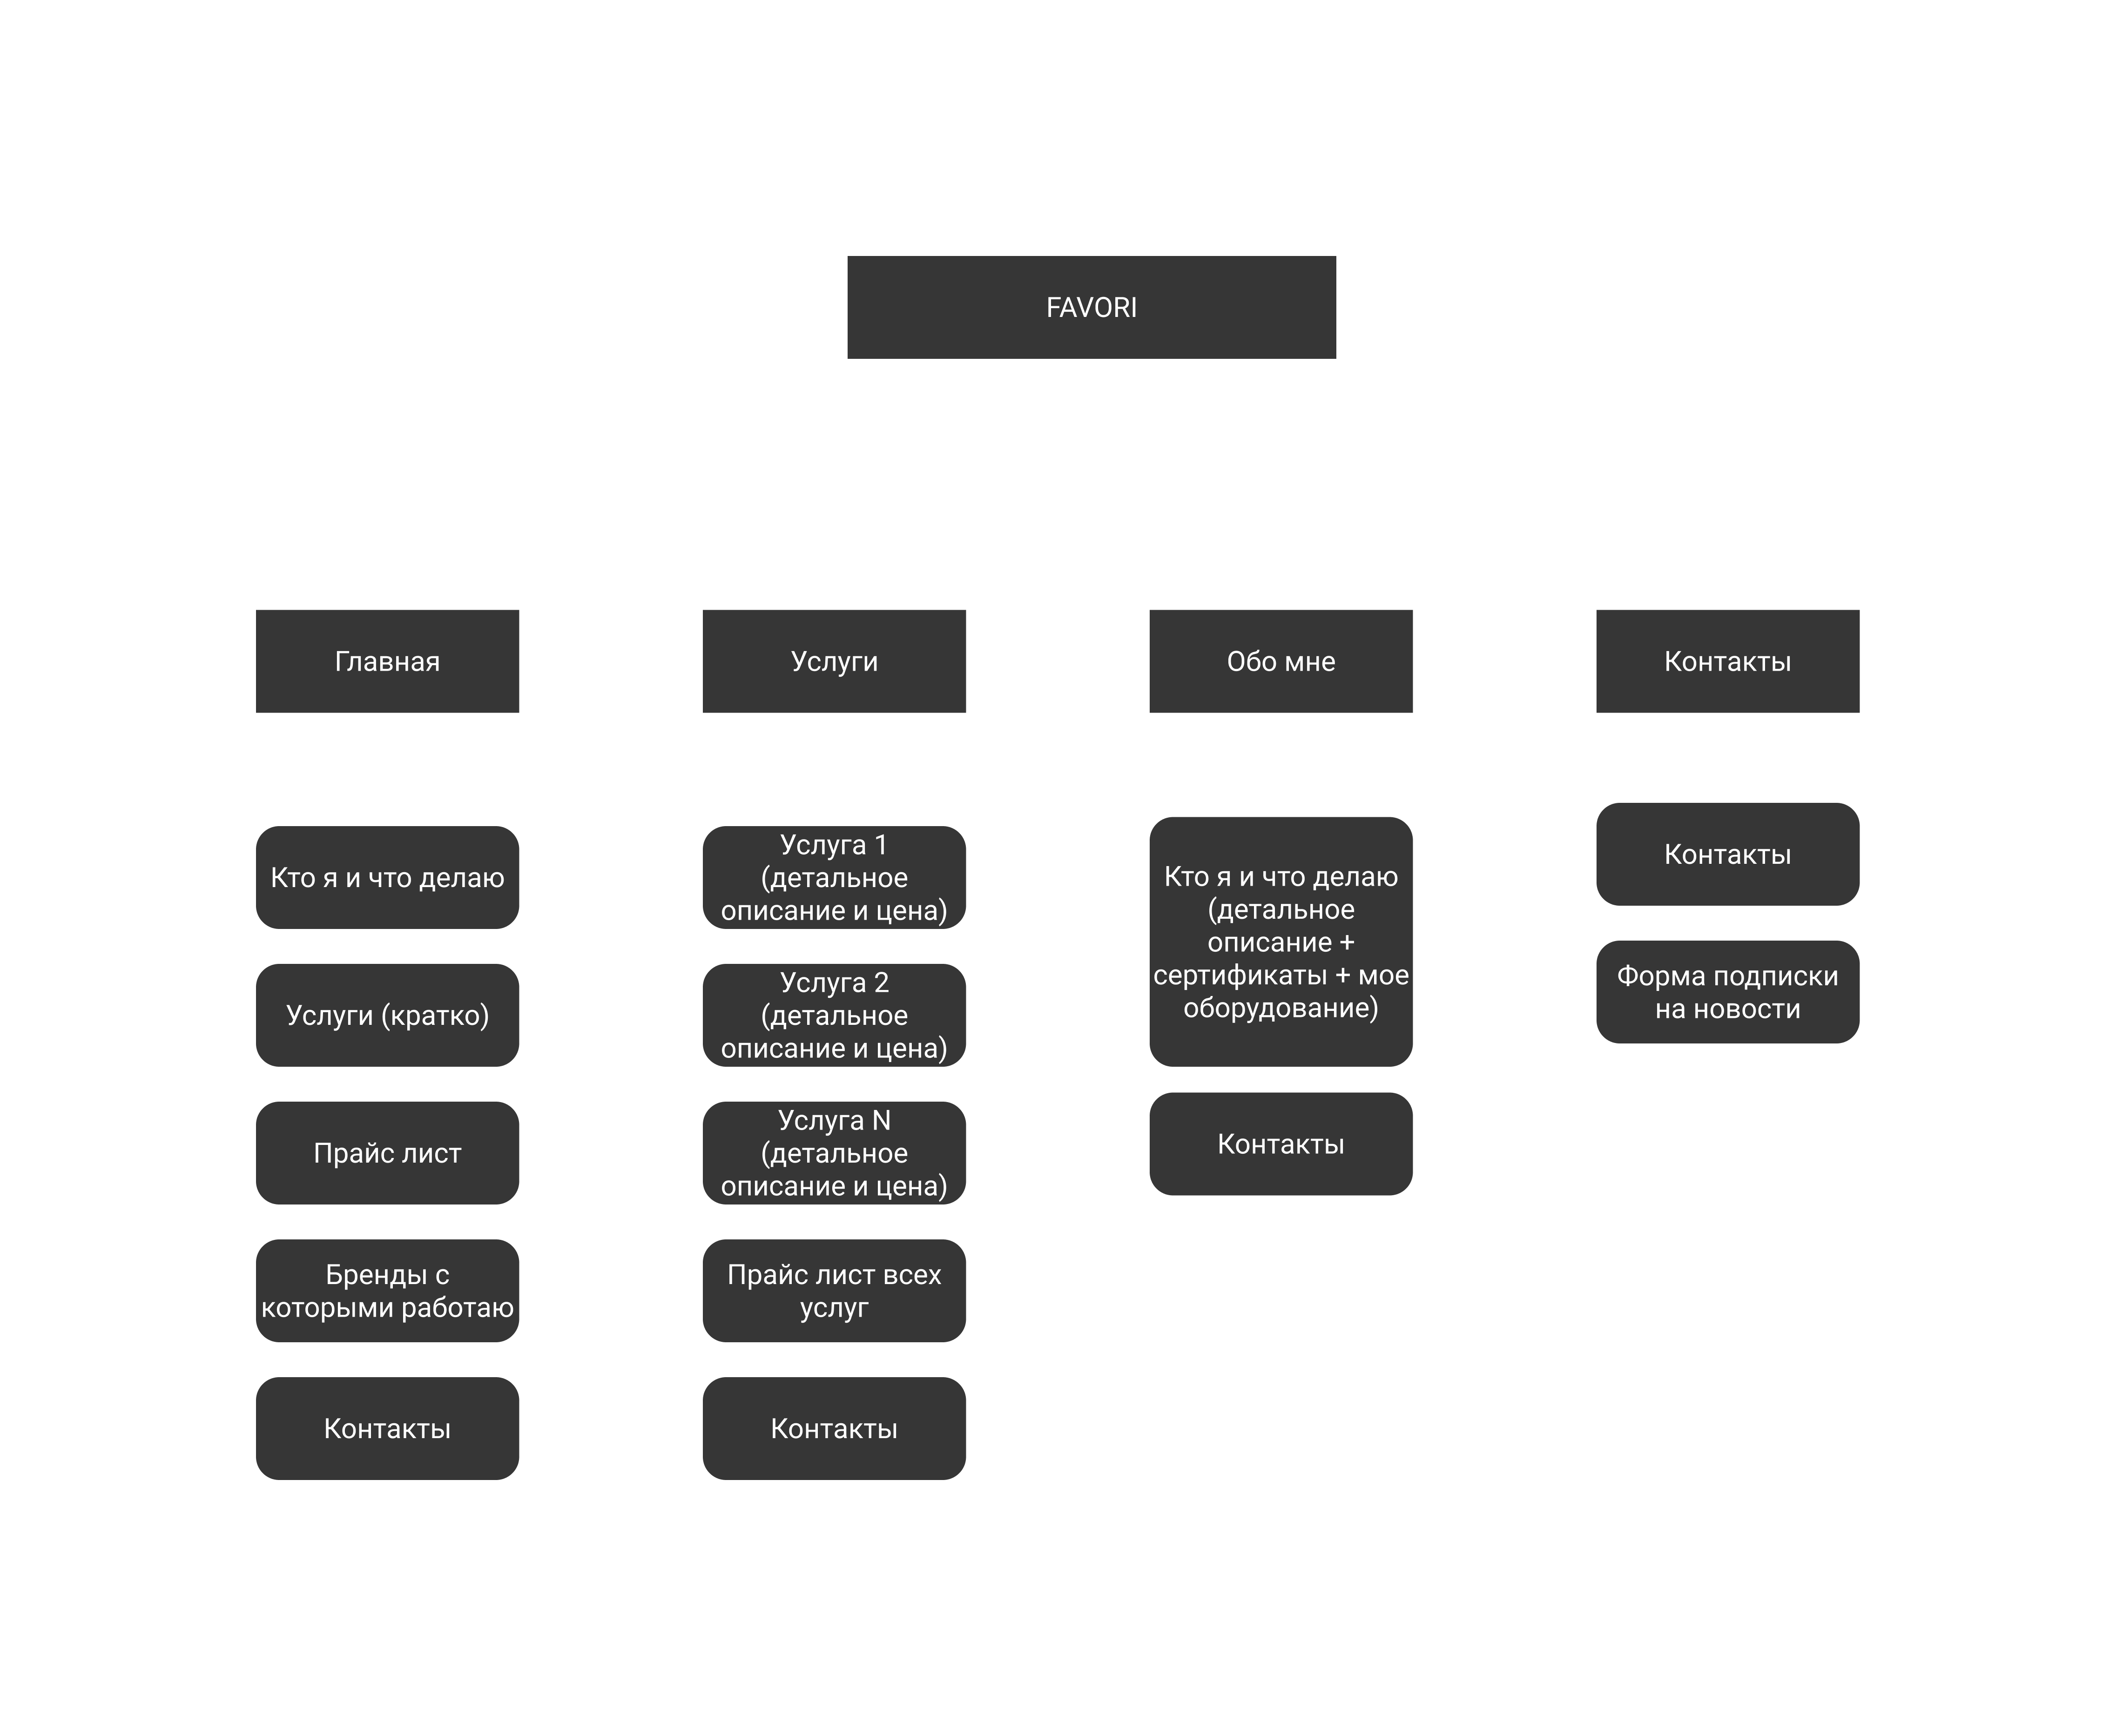 FAVORI
Главная
Услуги
Обо мне
Контакты
Кто я и что делаю
Услуги (кратко)
Прайс лист
Бренды с
которыми работаю
Контакты
Услуга 1
(детальное
описание и цена)
Услуга 2
(детальное
описание и цена)
Услуга N
(детальное
описание и цена)
Прайс лист всех
услуг
Контакты
Кто я и что делаю
(детальное
описание +
сертификаты + мое
оборудование)
Контакты
Контакты
Форма подписки
на новости